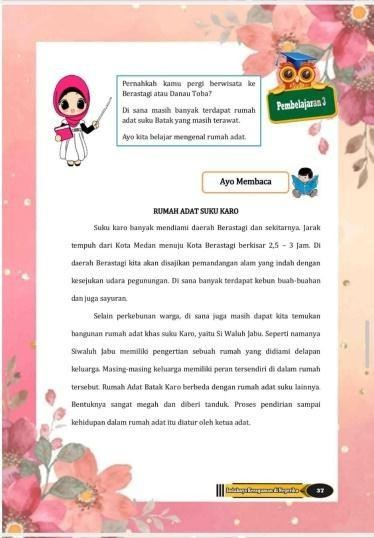 Pernahkah kamu pergi berwisata ke
Berastagi atau Danau Toba?
Di sana masih banyak terdapat rumah
adat suku Batak yang masih terawat.
Ayo kita belajar mengenal rumah adat.
Pembelajaran 3
Ayo Membaca
RUMAH ADAT SUKU KARO
Suku karo banyak mendiami daerah Berastagi dan sekitarnya. Jarak
tempuh dari Kota Medan menuju Kota Berastagi berkisar 2,5 – 3 Jam. Di
daerah Berastagi kita akan disajikan pemandangan alam yang indah dengan
kesejukan udara pegunungan. Di sana banyak terdapat kebun buah-buahan
dan juga sayuran.
Selain perkebunan warga, di sana juga masih dapat kita temukan
bangunan rumah adat khas suku Karo, yaitu Si Waluh Jabu. Seperti namanya
Siwaluh Jabu memiliki pengertian sebuah rumah yang didiami delapan
keluarga. Masing-masing keluarga memiliki peran tersendiri di dalam rumah
tersebut. Rumah Adat Batak Karo berbeda dengan rumah adat suku lainnya.
Bentuknya sangat megah dan diberi tanduk. Proses pendirian sampai
kehidupan dalam rumah adat itu diatur oleh ketua adat.
Indahnya Keragaman di Negeriku
37